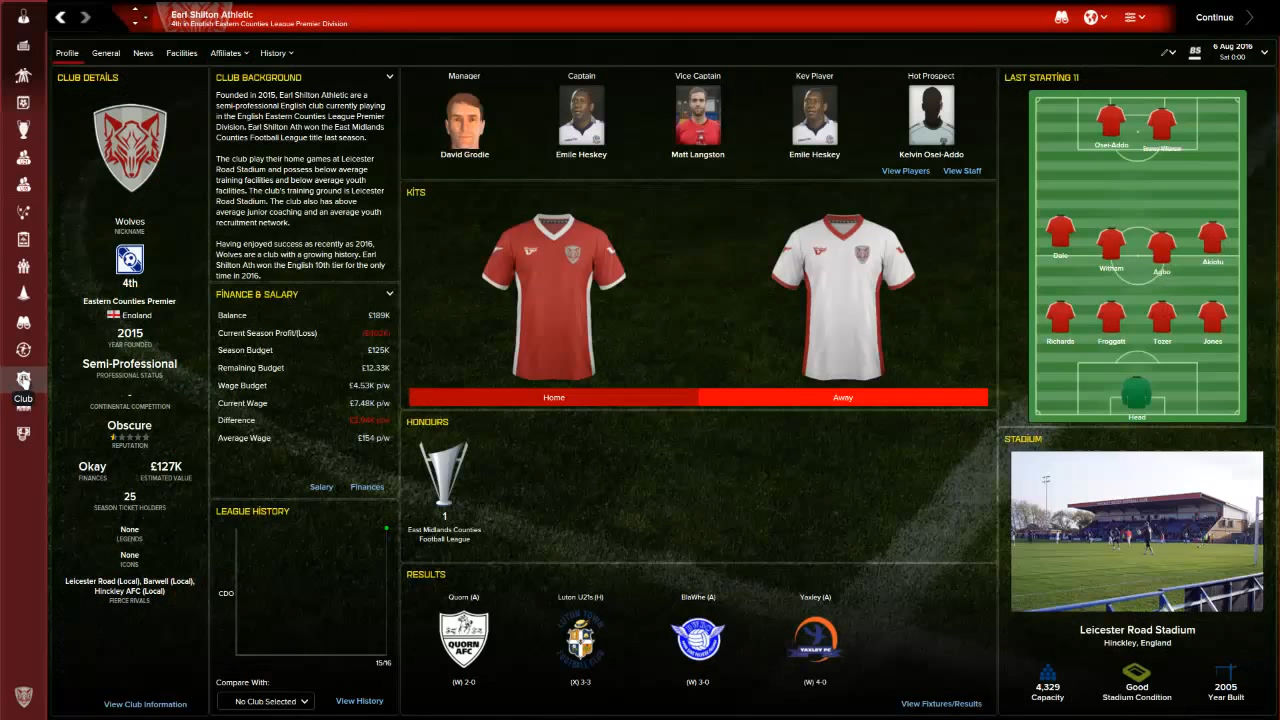 Earl Shilton Athletic
4th in English Eastern Counties League Premier Division
Continue
Profile
General
News
Facilities
Affiliates
History
BS
6 Aug 2016
Sat 0:00
CLUB DETAILS
Wolves
NICKNAME
4th
Eastern Counties Premier
England
2015
YEAR FOUNDED
Semi-Professional
PROFESSIONAL STATUS
-
CONTINENTAL COMPETITION
Obscure
REPUTATION
Okay
FINANCES
£127K
ESTIMATED VALUE
25
SEASON TICKET HOLDERS
None
LEGENDS
None
ICONS
Leicester Road (Local), Barwell (Local),
Hinckley AFC (Local)
FIERCE RIVALS
View Club Information
Club
CLUB BACKGROUND
Founded in 2015, Earl Shilton Athletic are a
semi-professional English club currently playing
in the English Eastern Counties League Premier
Division. Earl Shilton Ath won the East Midlands
Counties Football League title last season.
The club play their home games at Leicester
Road Stadium and possess below average
training facilities and below average youth
facilities. The club's training ground is Leicester
Road Stadium. The club also has above
average junior coaching and an average youth
recruitment network.
Having enjoyed success as recently as 2016,
Wolves are a club with a growing history. Earl
Shilton Ath won the English 10th tier for the only
time in 2016.
FINANCE & SALARY
Balance £189K
Current Season Profit/(Loss)
Season Budget £125K
Remaining Budget £12.33K
Wage Budget £4.53K p/w
Current Wage £7.48K p/w
Difference
Average Wage £154 p/w
Salary
Finances
LEAGUE HISTORY
CDO
15/16
Compare With:
No Club Selected
View History
Manager
David Grodie
Captain
Emile Heskey
Vice Captain
Matt Langston
Key Player
Emile Heskey
Hot Prospect
Kelvin Osei-Addo
View Players
View Staff
KITS
Home
Away
HONOURS
1
East Midlands Counties
Football League
RESULTS
Quorn (A)
Luton U21s (H)
BlaWhe (A)
Yaxley (A)
QUORN
AFC
LUTON TOWN
FOOTBALL CLUB
YAXLEY FC
(W) 2-0
(X) 3-3
(W) 3-0
(W) 4-0
View Fixtures/Results
LAST STARTING 11
Osei-Addo
Dale
Witham
Agbo
Akiotu
Richards
Froggatt
Tozer
Jones
Head
STADIUM
Leicester Road Stadium
Hinckley, England
4,329
Capacity
Good
Stadium Condition
2005
Year Built